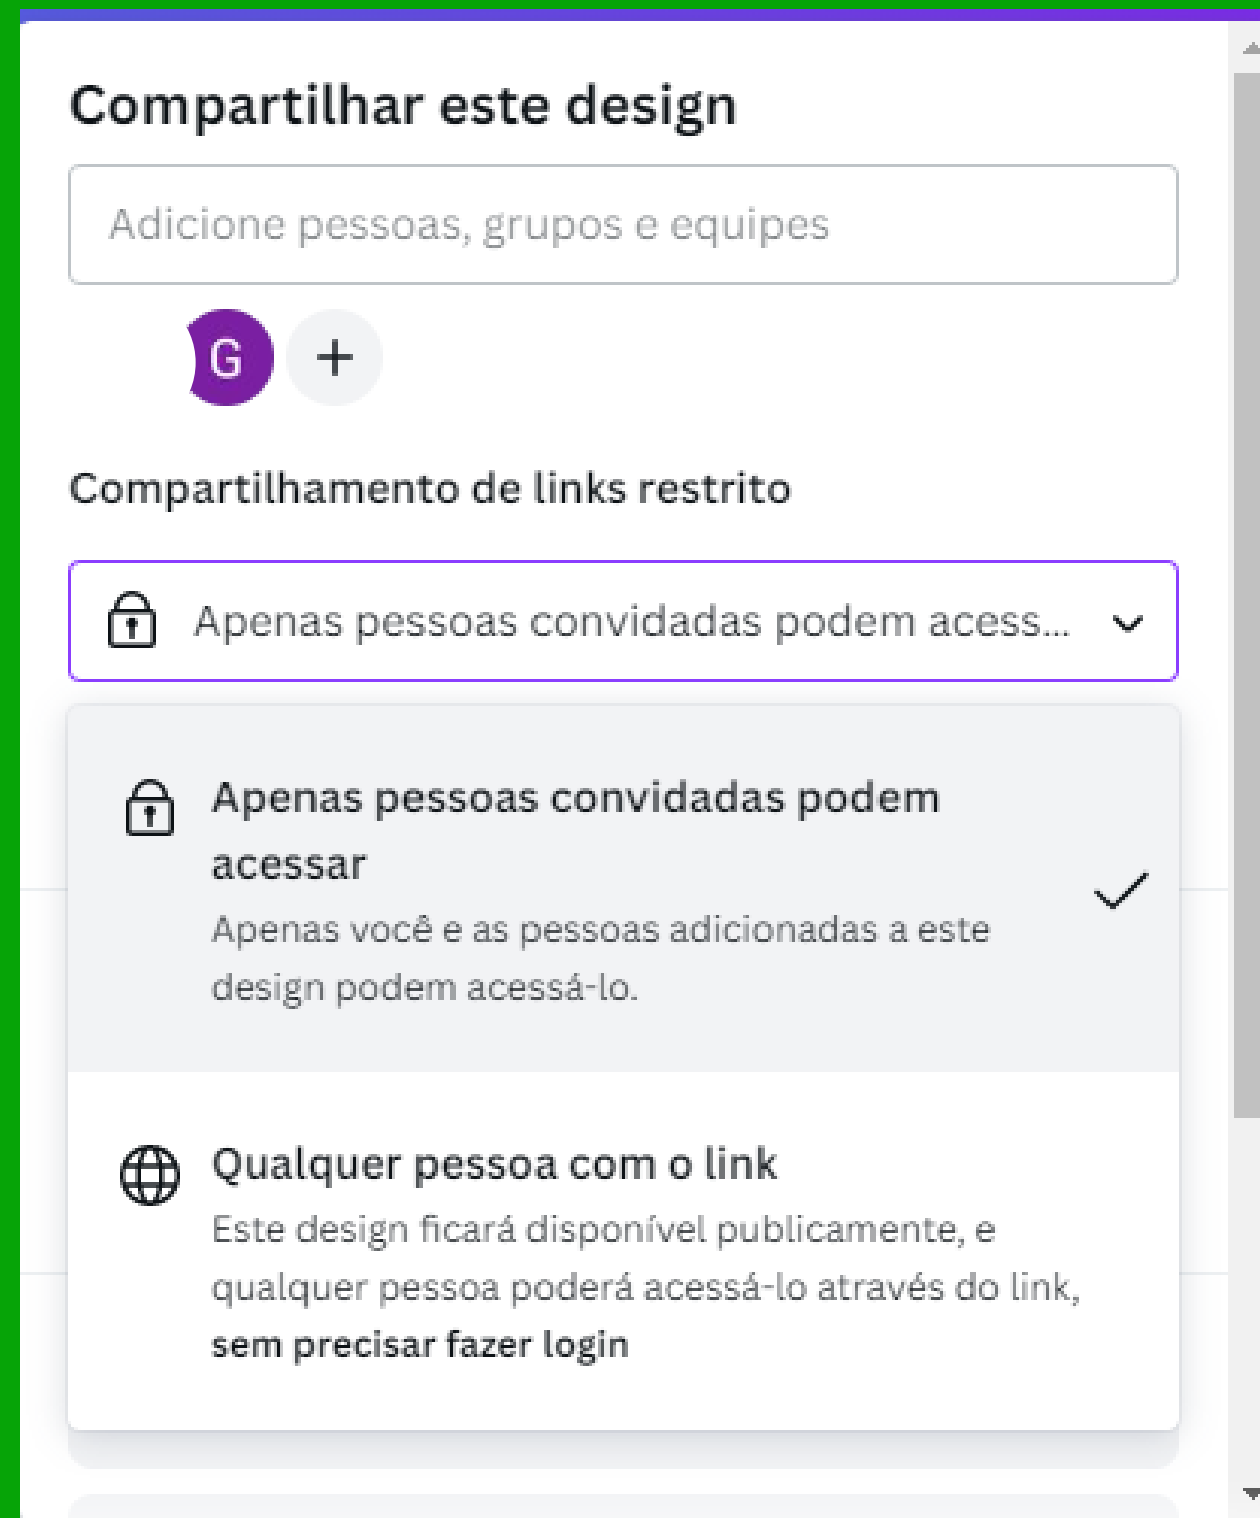 Compartilhar este design
Adicione pessoas, grupos e equipes
G +
Compartilhamento de links restrito
Apenas pessoas convidadas podem acess...
Apenas pessoas convidadas podem
acessar
Apenas você e as pessoas adicionadas a este
design podem acessá-lo.
Qualquer pessoa com o link
Este design ficará disponível publicamente, e
qualquer pessoa poderá acessá-lo através do link,
sem precisar fazer login